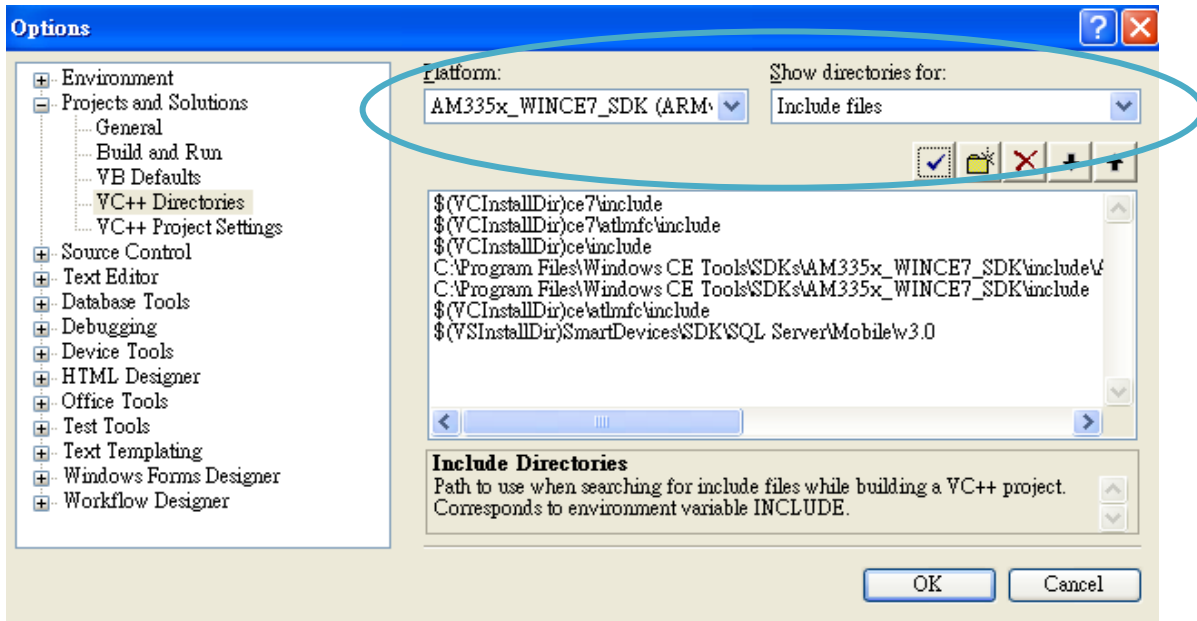 Options
Environment
Projects and Solutions
General
Build and Run
VB Defaults
VC++ Directories
VC++ Project Settings
Source Control
Text Editor
Database Tools
Debugging
Device Tools
HTML Designer
Office Tools
Test Tools
Text Templating
Windows Forms Designer
Workflow Designer
Platform:
AM335x_WINCE7_SDK (ARM
Show directories for:
Include files
$(VCInstallDir)ce7\include
$(VCInstallDir)ce7\atlmfc\include
$(VCInstallDir)ce\include
C:\Program Files\Windows CE Tools\SDKs\AM335x_WINCE7_SDK\include\
C:\Program Files\Windows CE Tools\SDKs\AM335x_WINCE7_SDK\include
$(VCInstallDir)ce\atlmfc\include
$(VSInstallDir)SmartDevices\SDK\SQL Server\Mobile\v3.0
Include Directories
Path to use when searching for include files while building a VC++ project.
Corresponds to environment variable INCLUDE.
OK
Cancel